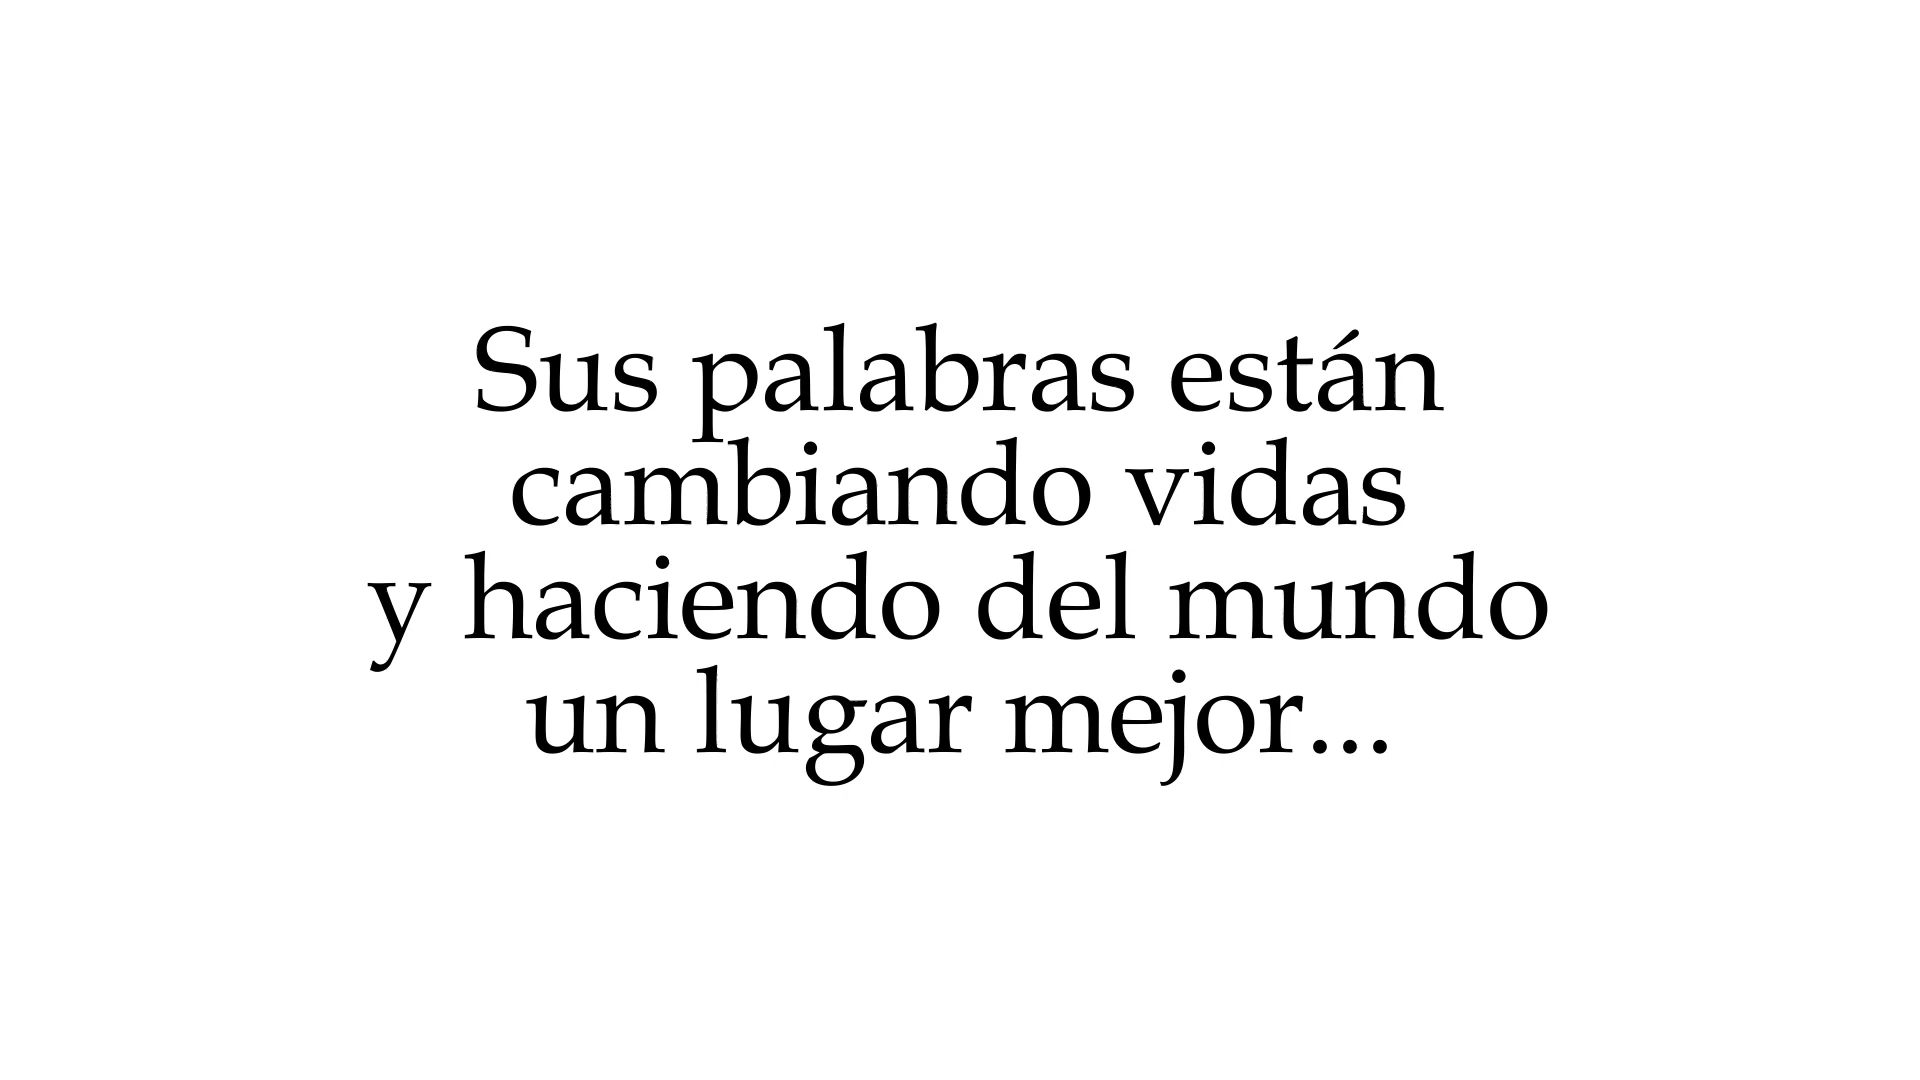 Sus palabras están
cambiando vidas
y haciendo del mundo
un lugar mejor...